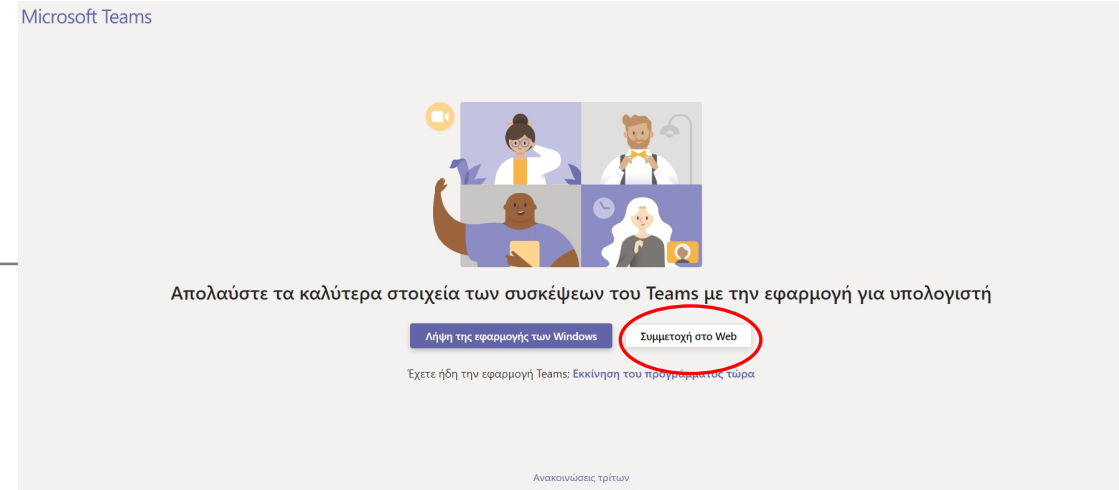 Microsoft Teams
Απολαύστε τα καλύτερα στοιχεία των συσκέψεων του Teams με την εφαρμογή για υπολογιστή
Λήψη της εφαρμογής των Windows
Συμμετοχή στο Web
Έχετε ήδη την εφαρμογή Teams; Εκκίνηση του προγράμματος τώρα
Ανακοινώσεις τρίτων